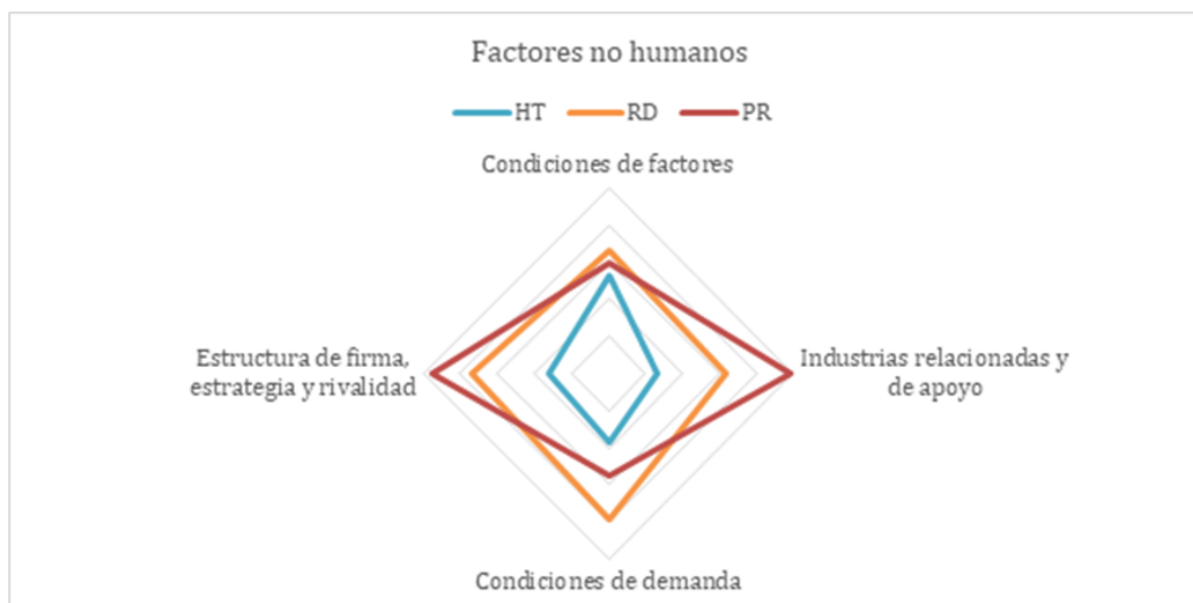 Factores no humanos
HT RD PR
Condiciones de factores
Estructura de firma,
estrategia y rivalidad
Industrias relacionadas y
de apoyo
Condiciones de demanda